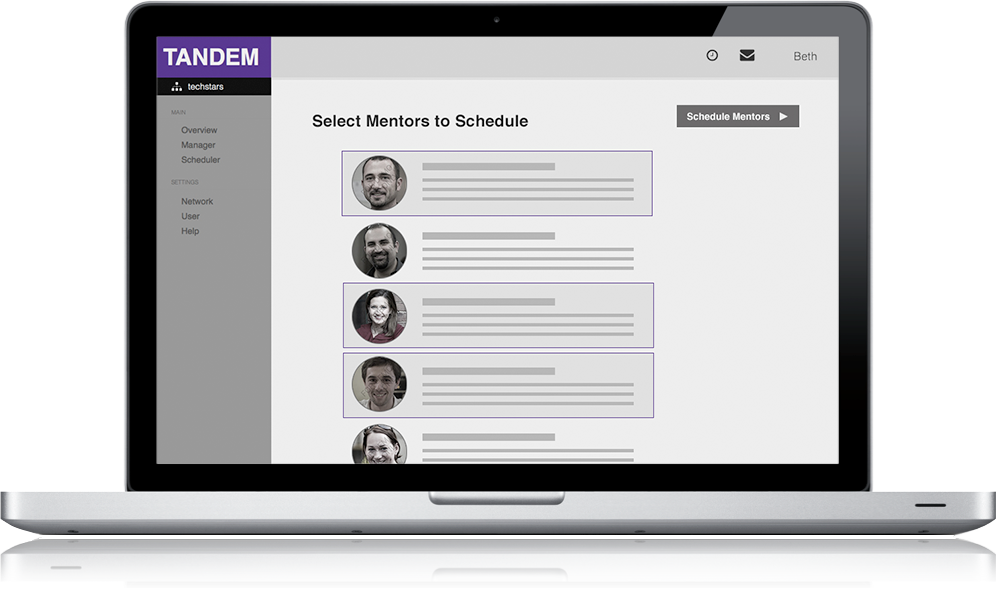 TANDEM
Beth
techstars
MAIN
Overview
Manager
Scheduler
SETTINGS
Network
User
Help
Select Mentors to Schedule
Schedule Mentors